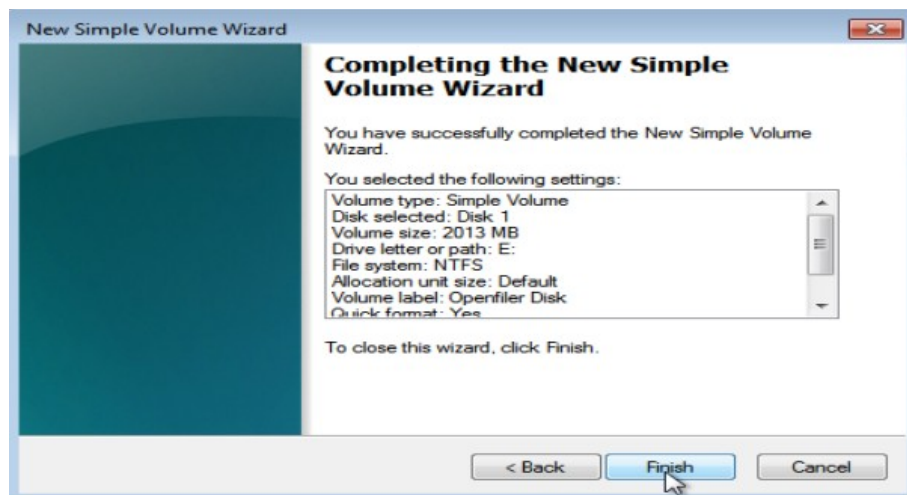 New Simple Volume Wizard
Completing the New Simple
Volume Wizard
You have successfully completed the New Simple Volume
Wizard.
You selected the following settings:
Volume type: Simple Volume
Disk selected: Disk 1
Volume size: 2013 MB
Drive letter or path: E:
File system: NTFS
Allocation unit size: Default
Volume label: Openfiler Disk
Quick format: Yes
To close this wizard, click Finish.
< Back Finish Cancel